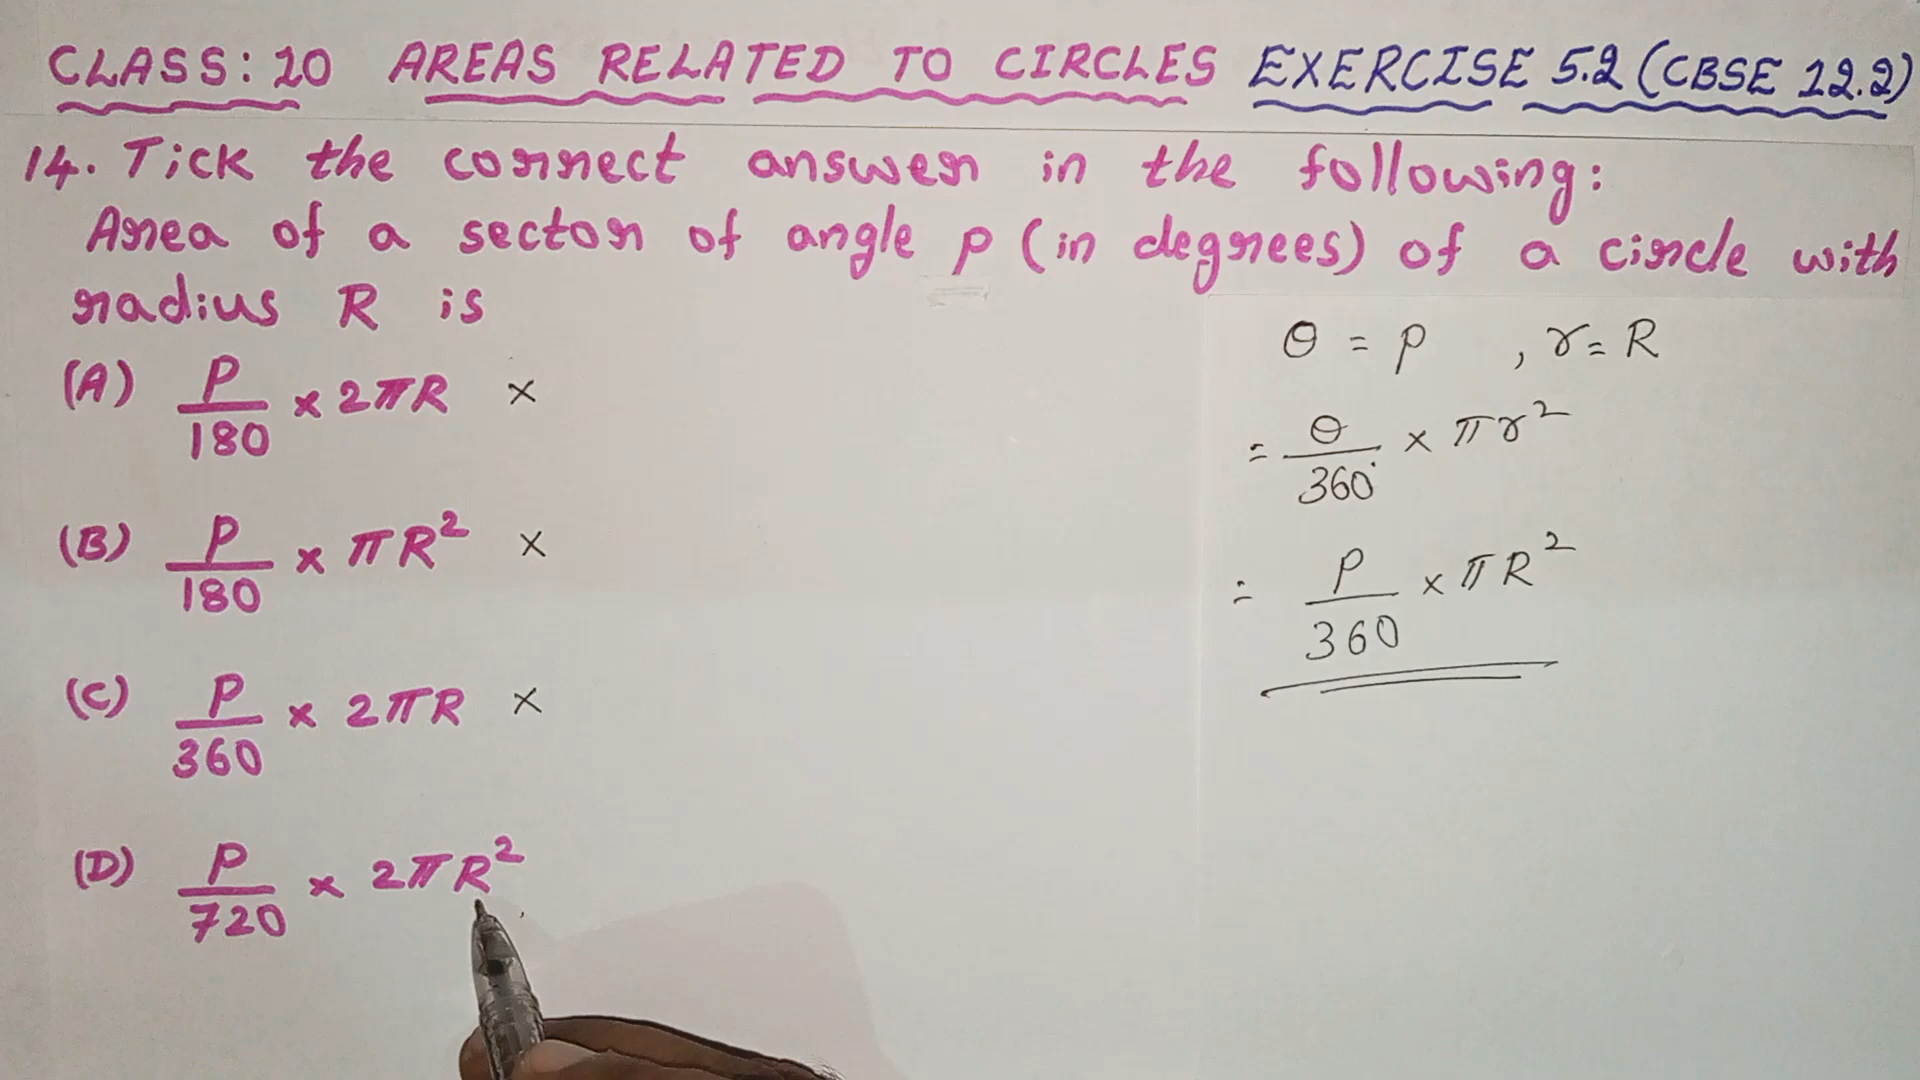 CLASS: 10 AREAS RELATED TO CIRCLES EXERCISE 5.2 (CBSE 12.2)
14. Tick the correct answer in the following:
Area of a sector of angle p (in degrees) of a circle with
radius R is
(A) P/180 × 2πR ×
(B) P/180 × πR² ×
(C) P/360 × 2πR ×
(D) P/720 × 2πR²
θ = p , r = R
= θ/360° × πr²
= P/360 × πR²